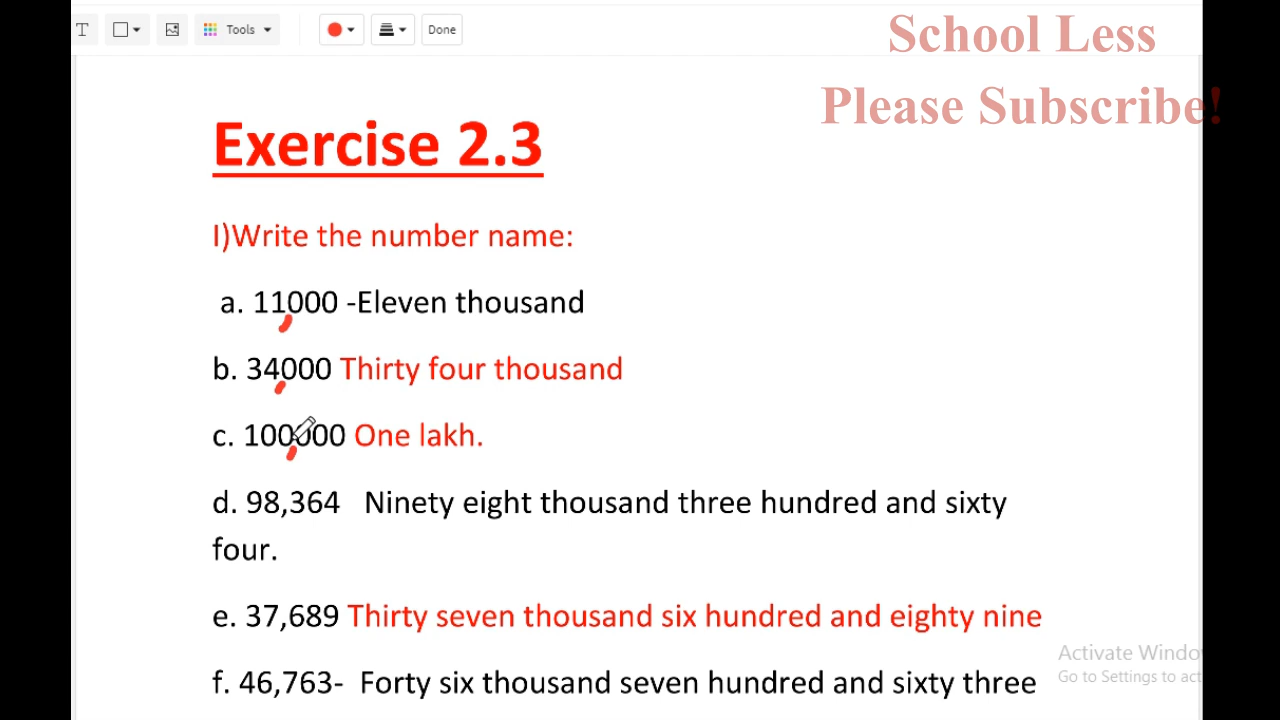 T
Tools
Done
School Less
Please Subscribe!
Exercise 2.3
I)Write the number name:
a. 11000 -Eleven thousand
b. 34000 Thirty four thousand
c. 100000 One lakh.
d. 98,364 Ninety eight thousand three hundred and sixty
four.
e. 37,689 Thirty seven thousand six hundred and eighty nine
f. 46,763- Forty six thousand seven hundred and sixty three
Activate Windo
Go to Settings to act